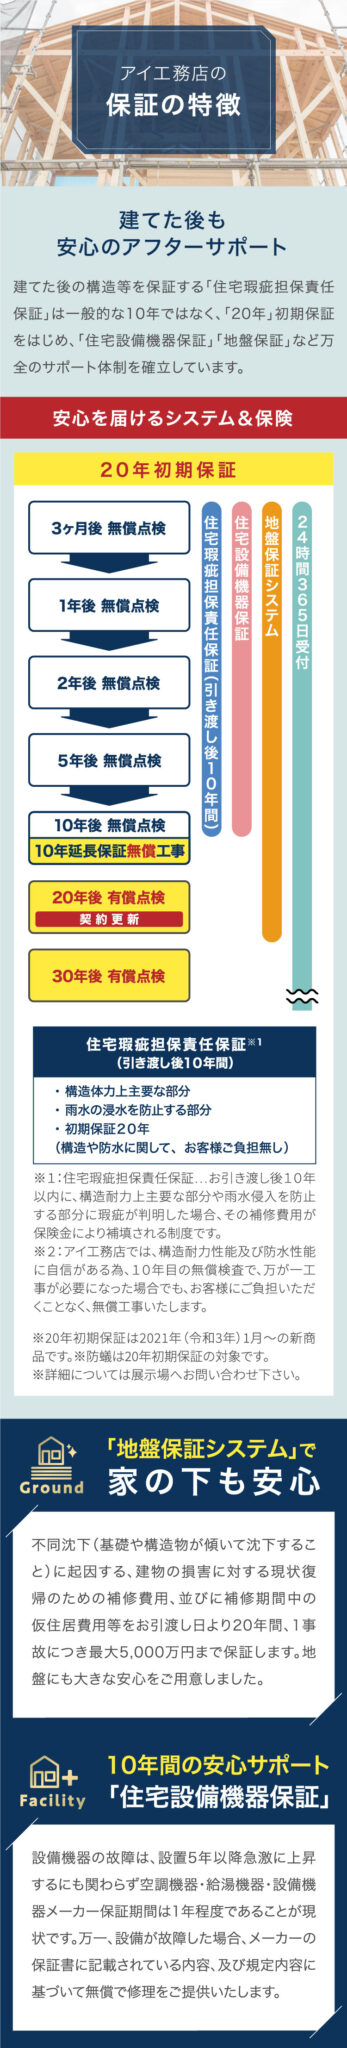 アイ工務店の
保証の特徴
建てた後も
安心のアフターサポート
建てた後の構造等を保証する「住宅瑕疵担保責任
保証」は一般的な10年ではなく、「20年」初期保証
をはじめ、「住宅設備機器保証」「地盤保証」など万
全のサポート体制を確立しています。
安心を届けるシステム&保険
20年初期保証
3ヶ月後 無償点検
1年後 無償点検
2年後 無償点検
5年後 無償点検
10年後 無償点検
10年延長保証無償工事
20年後 有償点検
契約更新
30年後 有償点検
住宅瑕疵担保責任保証(引き渡し後10年間)
住宅設備機器保証
地盤保証システム
24時間365日受付
住宅瑕疵担保責任保証※1
(引き渡し後10年間)
・構造体力上主要な部分
・雨水の浸水を防止する部分
・初期保証20年
(構造や防水に関して、お客様ご負担無し)
※1:住宅瑕疵担保責任保証…お引き渡し後10年
以内に、構造耐力上主要な部分や雨水侵入を防止
する部分に瑕疵が判明した場合、その補修費用が
保険金により補填される制度です。
※2:アイ工務店では、構造耐力性能及び防水性能
に自信がある為、10年目の無償検査で、万が一工
事が必要になった場合でも、お客様にご負担いただ
くことなく、無償工事いたします。
※20年初期保証は2021年(令和3年)1月〜の新商
品です。※防蟻は20年初期保証の対象です。
※詳細については展示場へお問い合わせ下さい。
Ground
「地盤保証システム」で
家の下も安心
不同沈下(基礎や構造物が傾いて沈下するこ
と)に起因する、建物の損害に対する現状復
帰のための補修費用、並びに補修期間中の
仮住居費用等をお引渡し日より20年間、1事
故につき最大5,000万円まで保証します。地
盤にも大きな安心をご用意しました。
Facility
10年間の安心サポート
「住宅設備機器保証」
設備機器の故障は、設置5年以降急激に上昇
するにも関わらず空調機器・給湯機器・設備機
器メーカー保証期間は1年程度であることが現
状です。万一、設備が故障した場合、メーカーの
保証書に記載されている内容、及び規定内容に
基づいて無償で修理をご提供いたします。